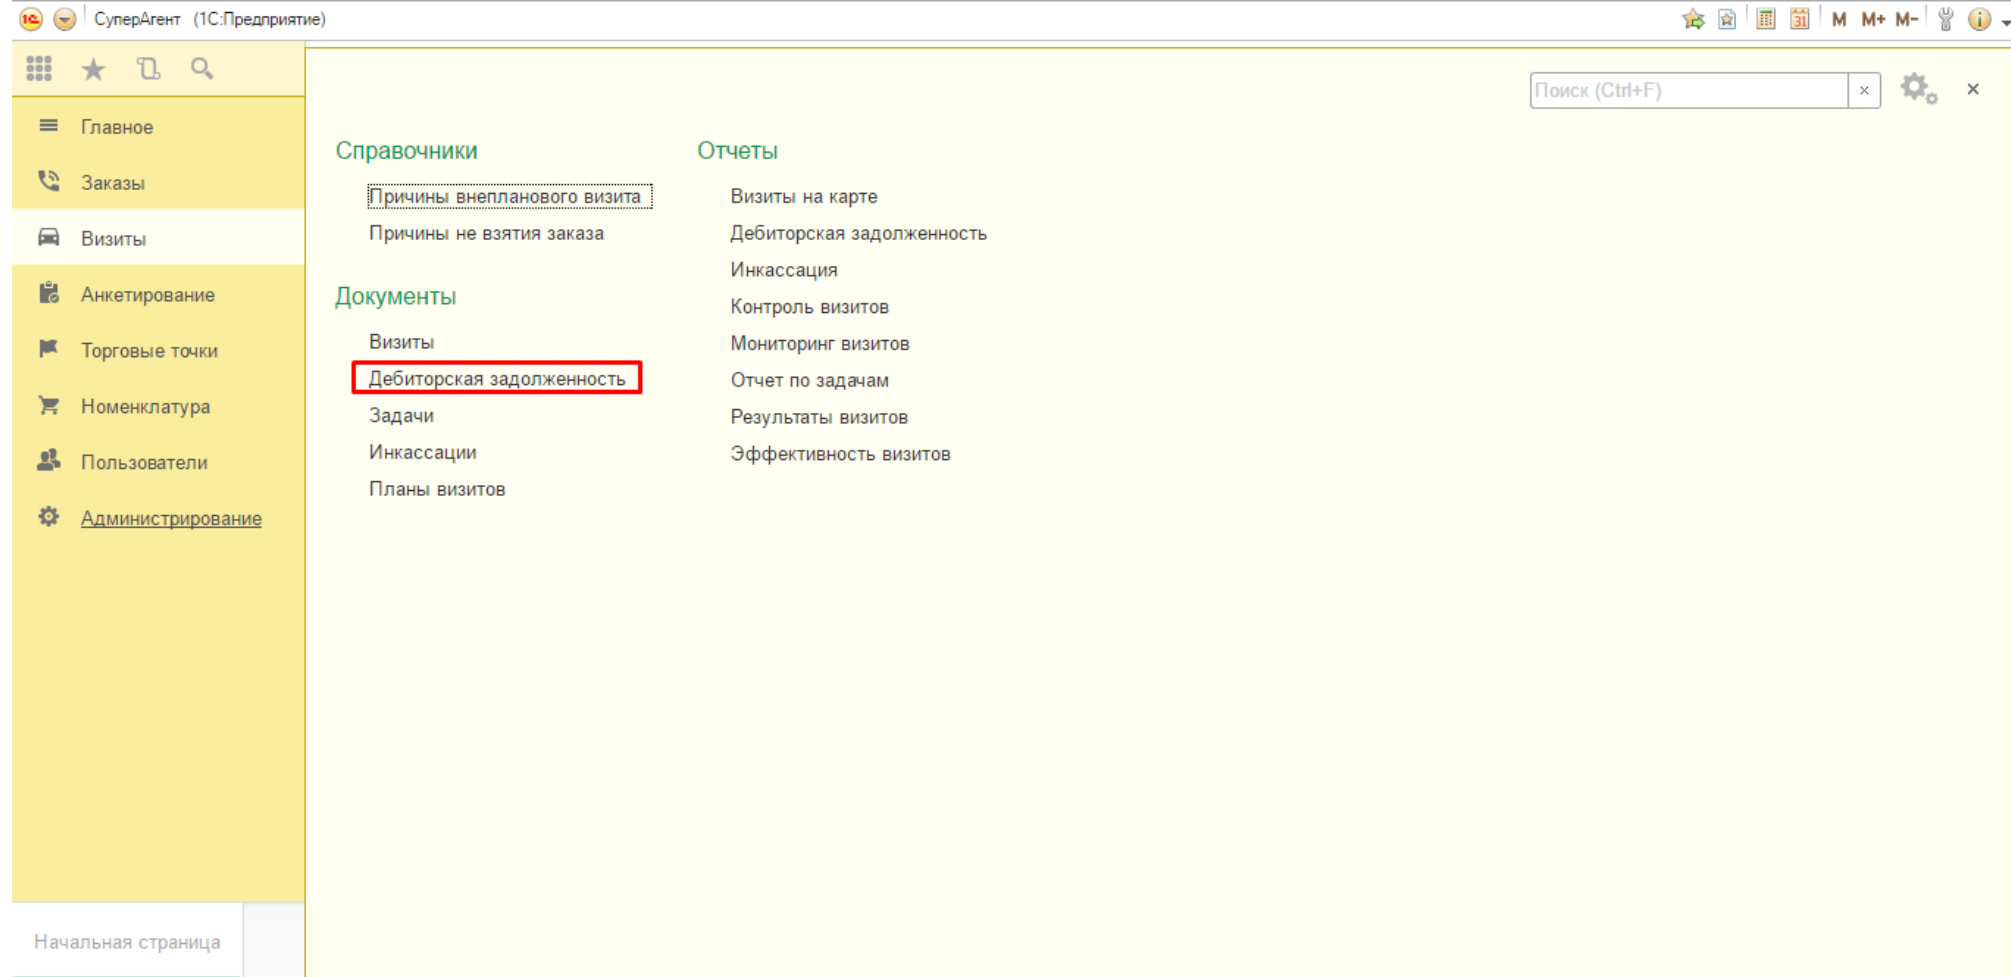 СуперАгент (1С:Предприятие)
31
M M+ M-
Поиск (Ctrl+F)
Главное
Заказы
Визиты
Анкетирование
Торговые точки
Номенклатура
Пользователи
Администрирование
Справочники
Причины внепланового визита
Причины не взятия заказа
Документы
Визиты
Дебиторская задолженность
Задачи
Инкассации
Планы визитов
Отчеты
Визиты на карте
Дебиторская задолженность
Инкассация
Контроль визитов
Мониторинг визитов
Отчет по задачам
Результаты визитов
Эффективность визитов
Начальная страница